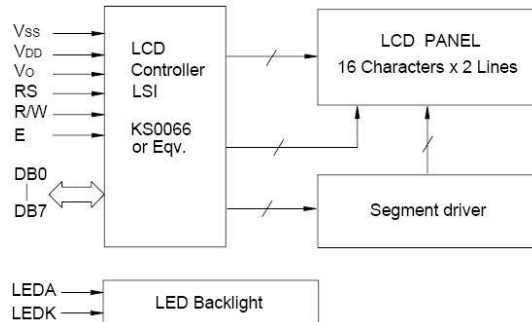 VSS
VDD
VO
RS
R/W
E
DB0
DB7
LCD
Controller
LSI
KS0066
or Eqv.
LCD PANEL
16 Characters x 2 Lines
Segment driver
LEDA
LEDK
LED Backlight